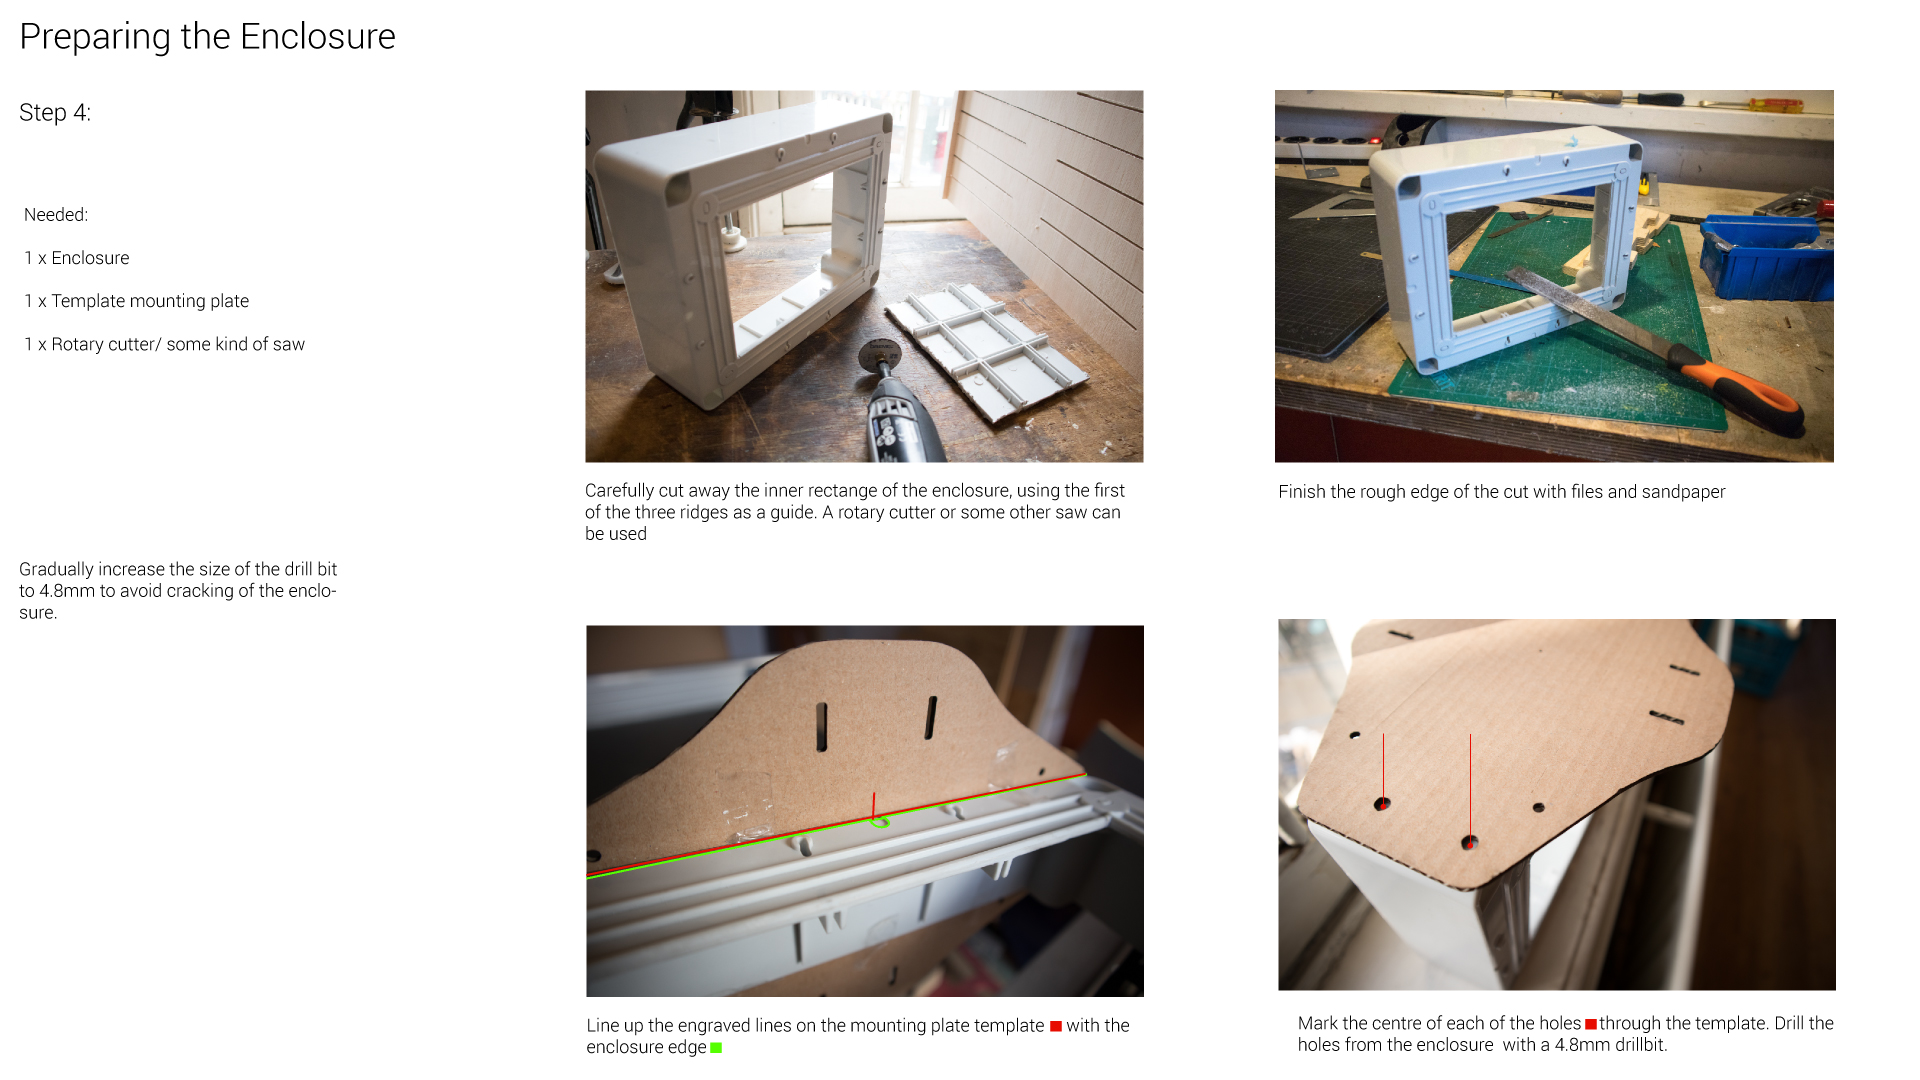 Preparing the Enclosure
Step 4:
Needed:
1 x Enclosure
1 x Template mounting plate
1 x Rotary cutter/ some kind of saw
Gradually increase the size of the drill bit
to 4.8mm to avoid cracking of the enclo-
sure.
Carefully cut away the inner rectange of the enclosure, using the first
of the three ridges as a guide. A rotary cutter or some other saw can
be used
Finish the rough edge of the cut with files and sandpaper
Line up the engraved lines on the mounting plate template with the
enclosure edge
Mark the centre of each of the holes through the template. Drill the
holes from the enclosure with a 4.8mm drillbit.